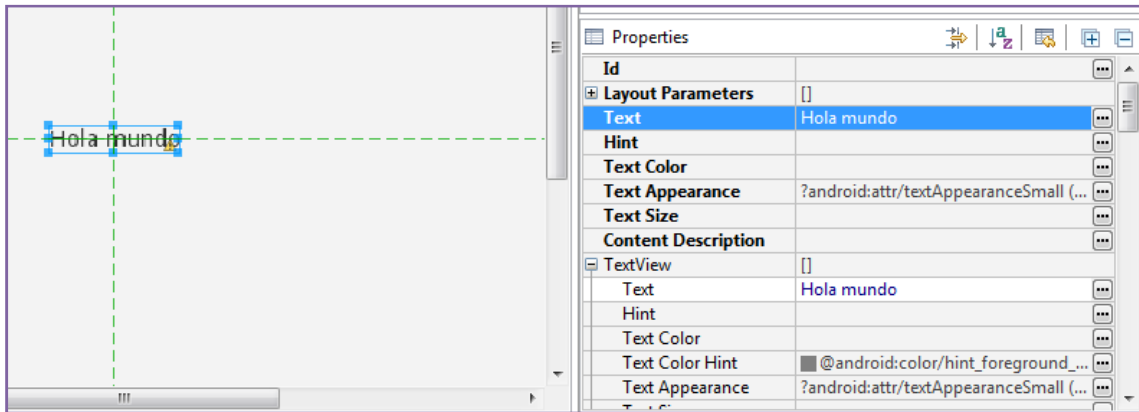 Hola mundo
Properties
Id
Layout Parameters []
Text Hola mundo
Hint
Text Color
Text Appearance ?android:attr/textAppearanceSmall (...
Text Size
Content Description
TextView []
Text Hola mundo
Hint
Text Color
Text Color Hint @android:color/hint_foreground_...
Text Appearance ?android:attr/textAppearanceSmall (...